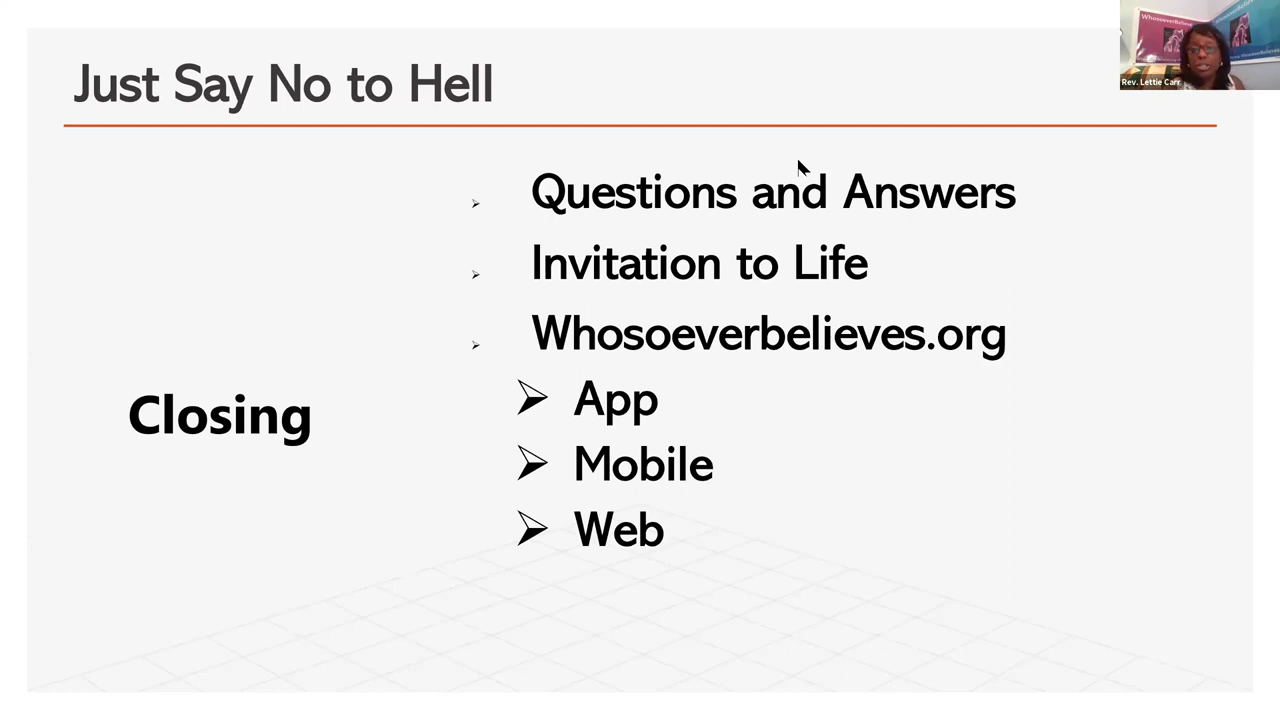 Just Say No to Hell
Questions and Answers
Invitation to Life
Whosoeverbelieves.org
App
Mobile
Web
Closing
Rev. Lettie Carr